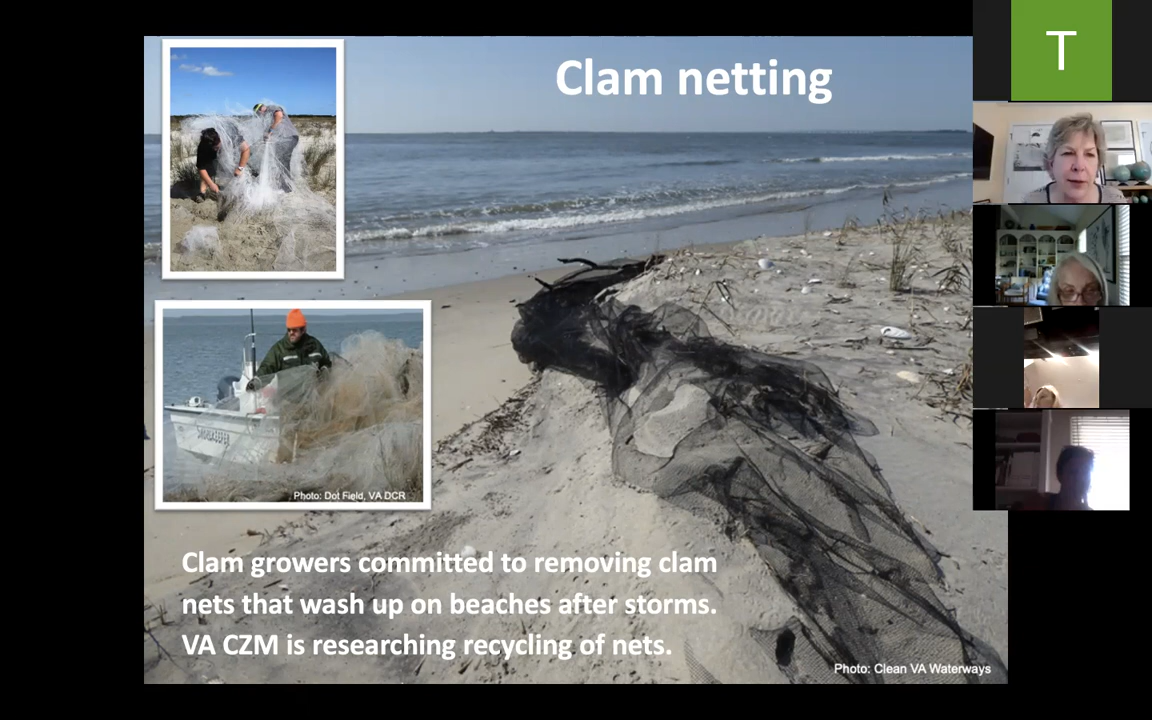 Clam netting
T
Photo: Dot Field, VA DCR
Clam growers committed to removing clam
nets that wash up on beaches after storms.
VA CZM is researching recycling of nets.
Photo: Clean VA Waterways